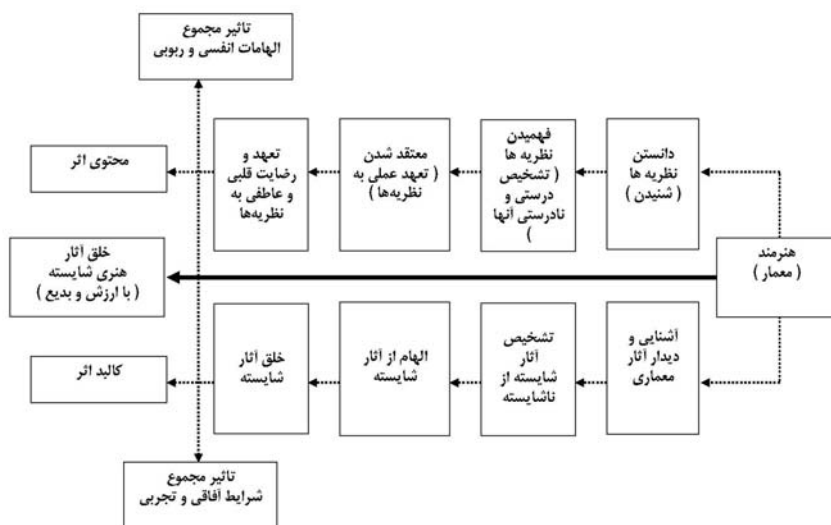 تاثیر مجموع
الهامات انفسی و ربوبی
دانستن
نظریه ها
( شنیدن )
فهمیدن
نظریه ها
( تشخیص
درستی و
نادرستی آنها
)
معتقد شدن
( تعهد عملی به
نظریه‌ها )
تعهد و
رضایت قلبی
و عاطفی به
نظریه‌ها
محتوی اثر
هنرمند
( معمار )
خلق آثار
هنری شایسته
( با ارزش و بدیع )
آشنایی و
دیدار آثار
معماری
تشخیص
آثار
شایسته از
ناشایسته
الهام از آثار
شایسته
خلق آثار
شایسته
کالبد اثر
تاثیر مجموع
شرایط آفاقی و تجربی